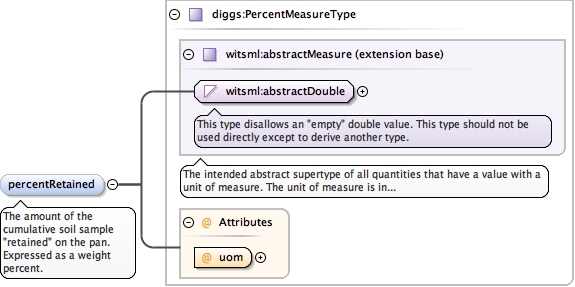 diggs:PercentMeasureType
witsml:abstractMeasure (extension base)
witsml:abstractDouble
This type disallows an "empty" double value. This type should not be
used directly except to derive another type.
The intended abstract supertype of all quantities that have a value with a
unit of measure. The unit of measure is in...
percentRetained
The amount of the
cumulative soil sample
"retained" on the pan.
Expressed as a weight
percent.
@ Attributes
@ uom